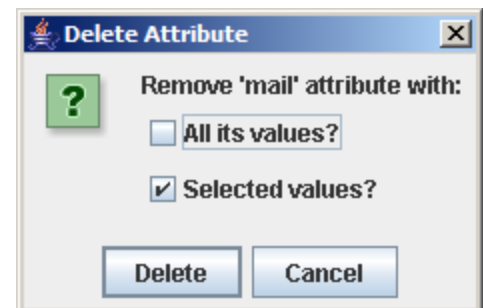 Delete Attribute
?
Remove 'mail' attribute with:
All its values?
Selected values?
Delete Cancel